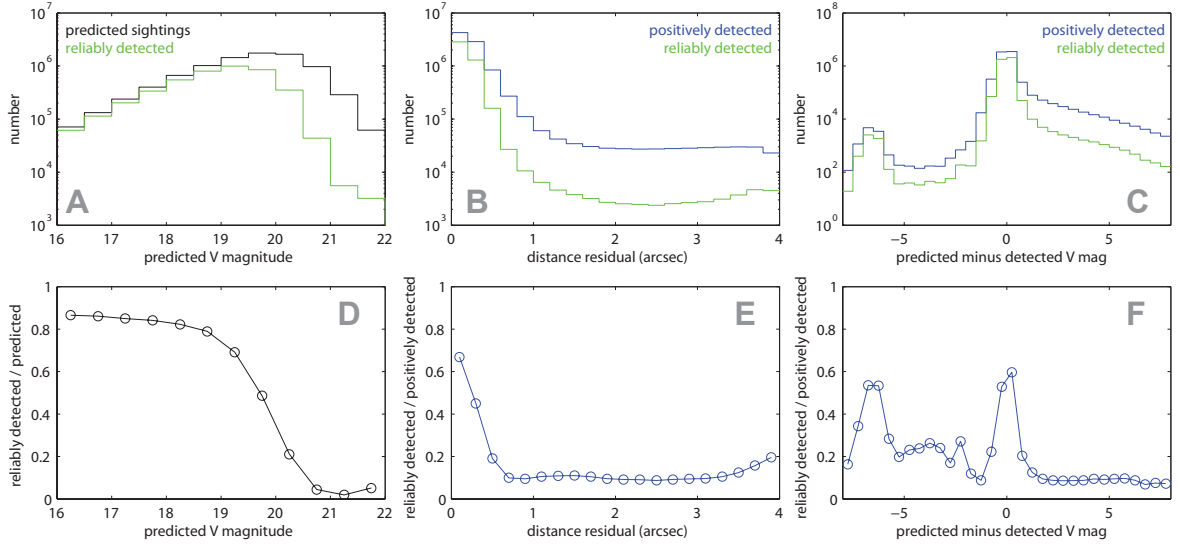 number
10^6
10^5
10^4
10^3
predicted sightings
reliably detected
A
16 17 18 19 20 21 22
predicted V magnitude
number
10^6
10^5
10^4
10^3
positively detected
reliably detected
B
0 1 2 3 4
distance residual (arcsec)
number
10^8
10^6
10^4
10^2
10^0
positively detected
reliably detected
C
−5 0 5
predicted minus detected V mag
reliably detected / predicted
1
0.8
0.6
0.4
0.2
0
D
16 17 18 19 20 21 22
predicted V magnitude
reliably detected / positively detected
1
0.8
0.6
0.4
0.2
0
E
0 1 2 3 4
distance residual (arcsec)
reliably detected / positively detected
1
0.8
0.6
0.4
0.2
0
F
−5 0 5
predicted minus detected V mag